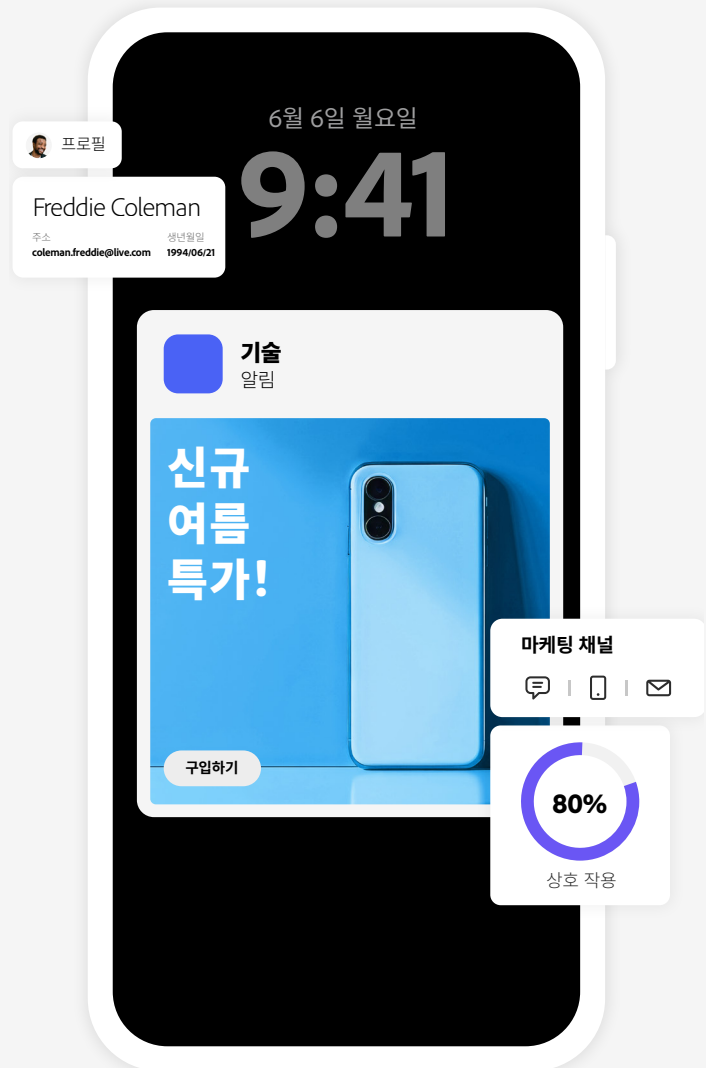 6월 6일 월요일
9:41
프로필
Freddie Coleman
주소
생년월일
coleman.freddie@live.com
1994/06/21
기술
알림
신규
여름
특가!
구입하기
마케팅 채널
80%
상호 작용